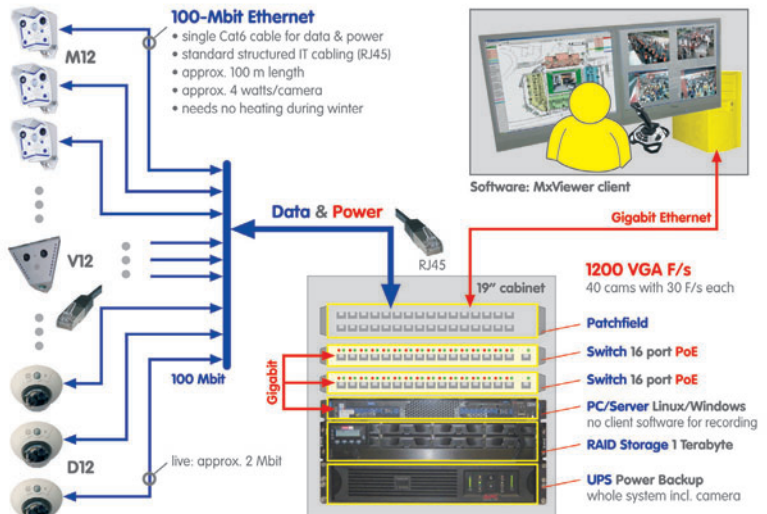 100-Mbit Ethernet
• single Cat6 cable for data & power
• standard structured IT cabling (RJ45)
• approx. 100 m length
• approx. 4 watts/camera
• needs no heating during winter
M12
Software: MxViewer client
Data & Power
RJ45
Gigabit Ethernet
V12
1200 VGA F/s
40 cams with 30 F/s each
19" cabinet
Patchfield
Switch 16 port PoE
100 Mbit
Gigabit
Switch 16 port PoE
PC/Server Linux/Windows
no client software for recording
RAID Storage 1 Terabyte
D12
live: approx. 2 Mbit
UPS Power Backup
whole system incl. camera